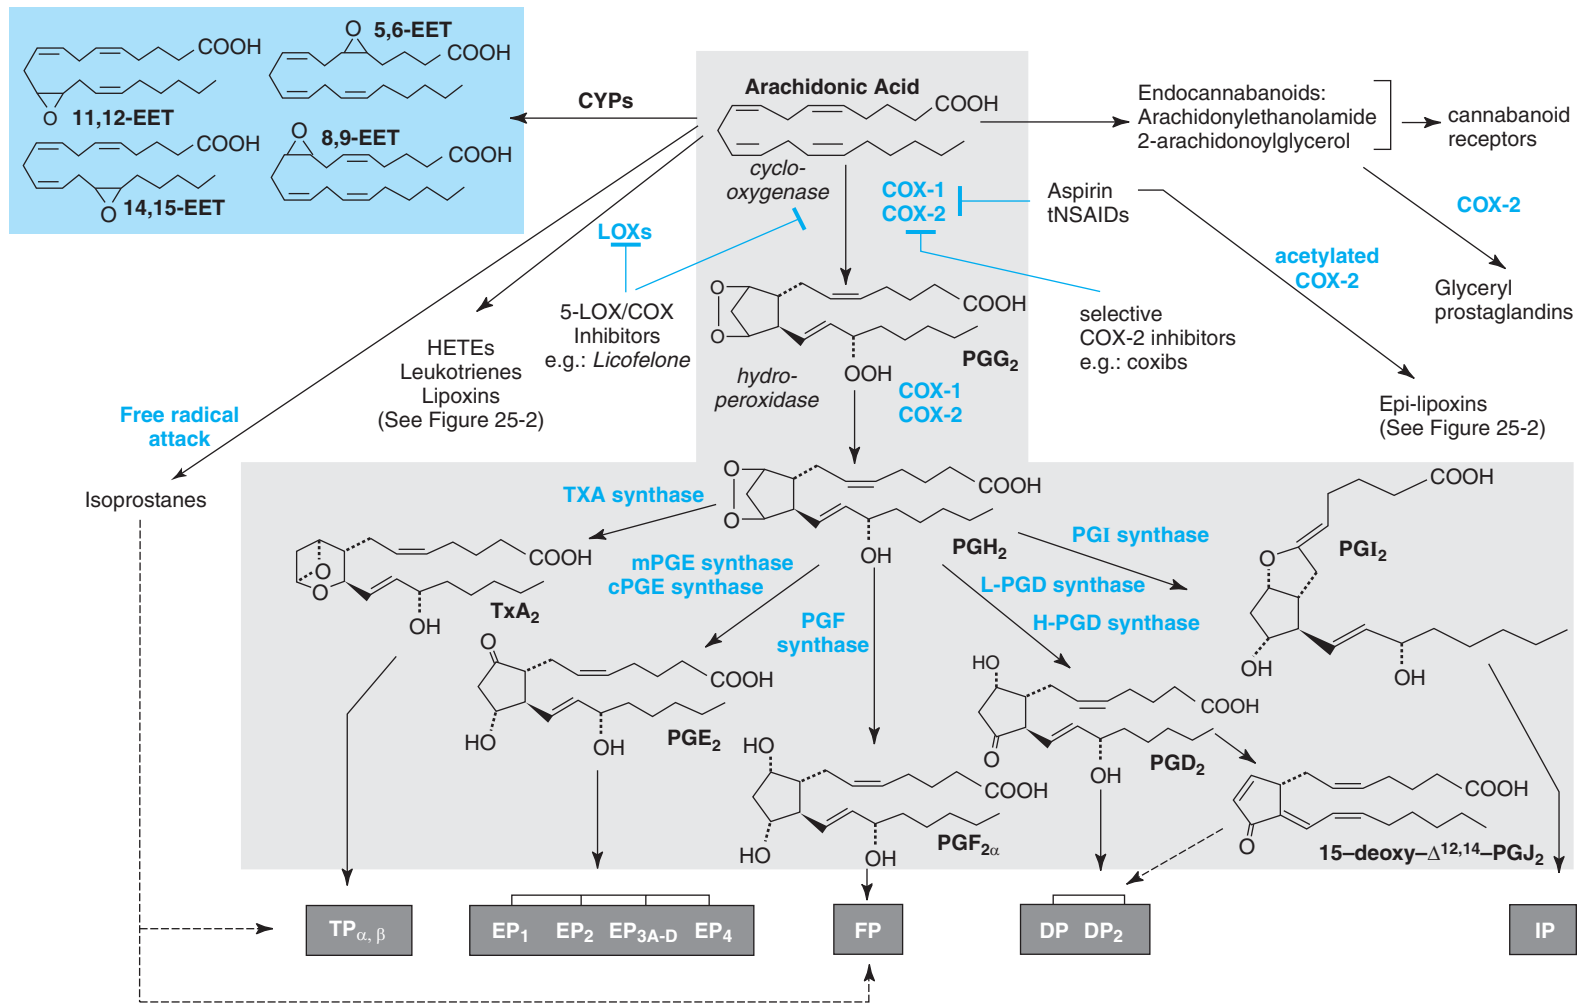 5,6-EET
O
COOH
COOH
O
11,12-EET
O
8,9-EET
COOH
COOH
O
14,15-EET
CYPs
Arachidonic Acid
COOH
cyclo-
oxygenase
COX-1
COX-2
Endocannabanoids:
Arachidonylethanolamide
2-arachidonoylglycerol
cannabanoid
receptors
Aspirin
tNSAIDs
COX-2
LOXs
acetylated
COX-2
Glyceryl
prostaglandins
5-LOX/COX
Inhibitors
e.g.: Licofelone
O
O
COOH
PGG2
OOH
selective
COX-2 inhibitors
e.g.: coxibs
HETEs
Leukotrienes
Lipoxins
(See Figure 25-2)
hydro-
peroxidase
COX-1
COX-2
Epi-lipoxins
(See Figure 25-2)
Free radical
attack
Isoprostanes
TXA synthase
O
O
COOH
OH
PGH2
PGI synthase
COOH
PGI2
O
OH
OH
O
O
COOH
TxA2
OH
mPGE synthase
cPGE synthase
PGF
synthase
L-PGD synthase
H-PGD synthase
O
COOH
PGE2
HO
OH
HO
COOH
PGD2
O
OH
HO
COOH
PGF2α
HO
OH
COOH
O
15–deoxy–Δ12,14–PGJ2
TPα, β
EP1 EP2 EP3A-D EP4
FP
DP DP2
IP